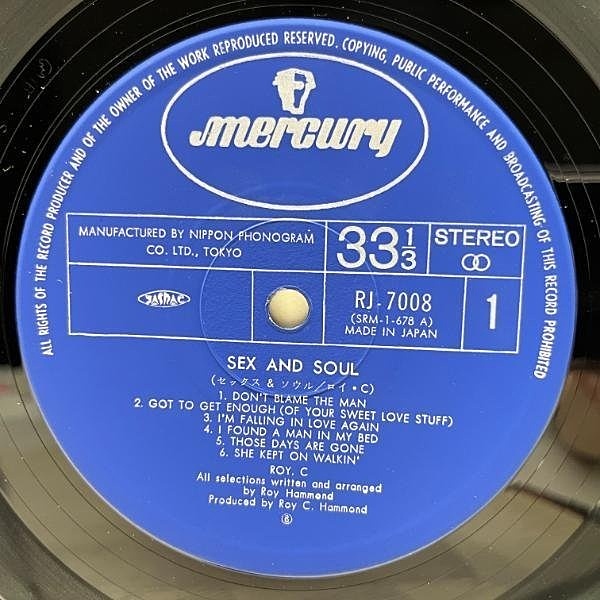 ALL RIGHTS OF THE RECORD PRODUCER AND OF THE OWNER OF THE WORK REPRODUCED RESERVED. COPYING, PUBLIC PERFORMANCE AND BROADCASTING OF THIS RECORD PROHIBITED
mercury
MANUFACTURED BY NIPPON PHONOGRAM
CO. LTD., TOKYO
33 1/3
STEREO
JASRAC
RJ-7008
(SRM-1-678 A)
MADE IN JAPAN
1
SEX AND SOUL
(セックス & ソウル/ロイ・C)
1. DON'T BLAME THE MAN
2. GOT TO GET ENOUGH (OF YOUR SWEET LOVE STUFF)
3. I'M FALLING IN LOVE AGAIN
4. I FOUND A MAN IN MY BED
5. THOSE DAYS ARE GONE
6. SHE KEPT ON WALKIN'
ROY. C
All selections written and arranged
by Roy Hammond
Produced by Roy C. Hammond